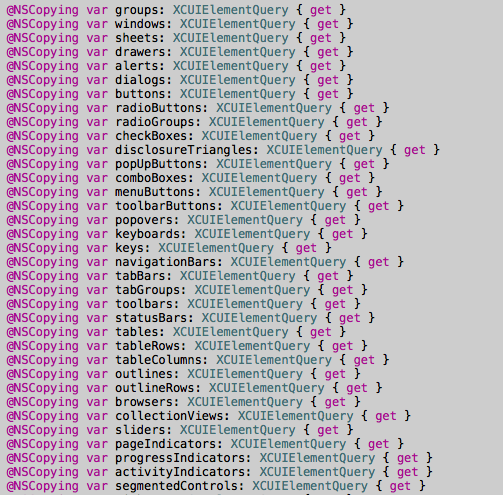 @NSCopying var groups: XCUIElementQuery { get }
@NSCopying var windows: XCUIElementQuery { get }
@NSCopying var sheets: XCUIElementQuery { get }
@NSCopying var drawers: XCUIElementQuery { get }
@NSCopying var alerts: XCUIElementQuery { get }
@NSCopying var dialogs: XCUIElementQuery { get }
@NSCopying var buttons: XCUIElementQuery { get }
@NSCopying var radioButtons: XCUIElementQuery { get }
@NSCopying var radioGroups: XCUIElementQuery { get }
@NSCopying var checkBoxes: XCUIElementQuery { get }
@NSCopying var disclosureTriangles: XCUIElementQuery { get }
@NSCopying var popUpButtons: XCUIElementQuery { get }
@NSCopying var comboBoxes: XCUIElementQuery { get }
@NSCopying var menuButtons: XCUIElementQuery { get }
@NSCopying var toolbarButtons: XCUIElementQuery { get }
@NSCopying var popovers: XCUIElementQuery { get }
@NSCopying var keyboards: XCUIElementQuery { get }
@NSCopying var keys: XCUIElementQuery { get }
@NSCopying var navigationBars: XCUIElementQuery { get }
@NSCopying var tabBars: XCUIElementQuery { get }
@NSCopying var tabGroups: XCUIElementQuery { get }
@NSCopying var toolbars: XCUIElementQuery { get }
@NSCopying var statusBars: XCUIElementQuery { get }
@NSCopying var tables: XCUIElementQuery { get }
@NSCopying var tableRows: XCUIElementQuery { get }
@NSCopying var tableColumns: XCUIElementQuery { get }
@NSCopying var outlines: XCUIElementQuery { get }
@NSCopying var outlineRows: XCUIElementQuery { get }
@NSCopying var browsers: XCUIElementQuery { get }
@NSCopying var collectionViews: XCUIElementQuery { get }
@NSCopying var sliders: XCUIElementQuery { get }
@NSCopying var pageIndicators: XCUIElementQuery { get }
@NSCopying var progressIndicators: XCUIElementQuery { get }
@NSCopying var activityIndicators: XCUIElementQuery { get }
@NSCopying var segmentedControls: XCUIElementQuery { get }